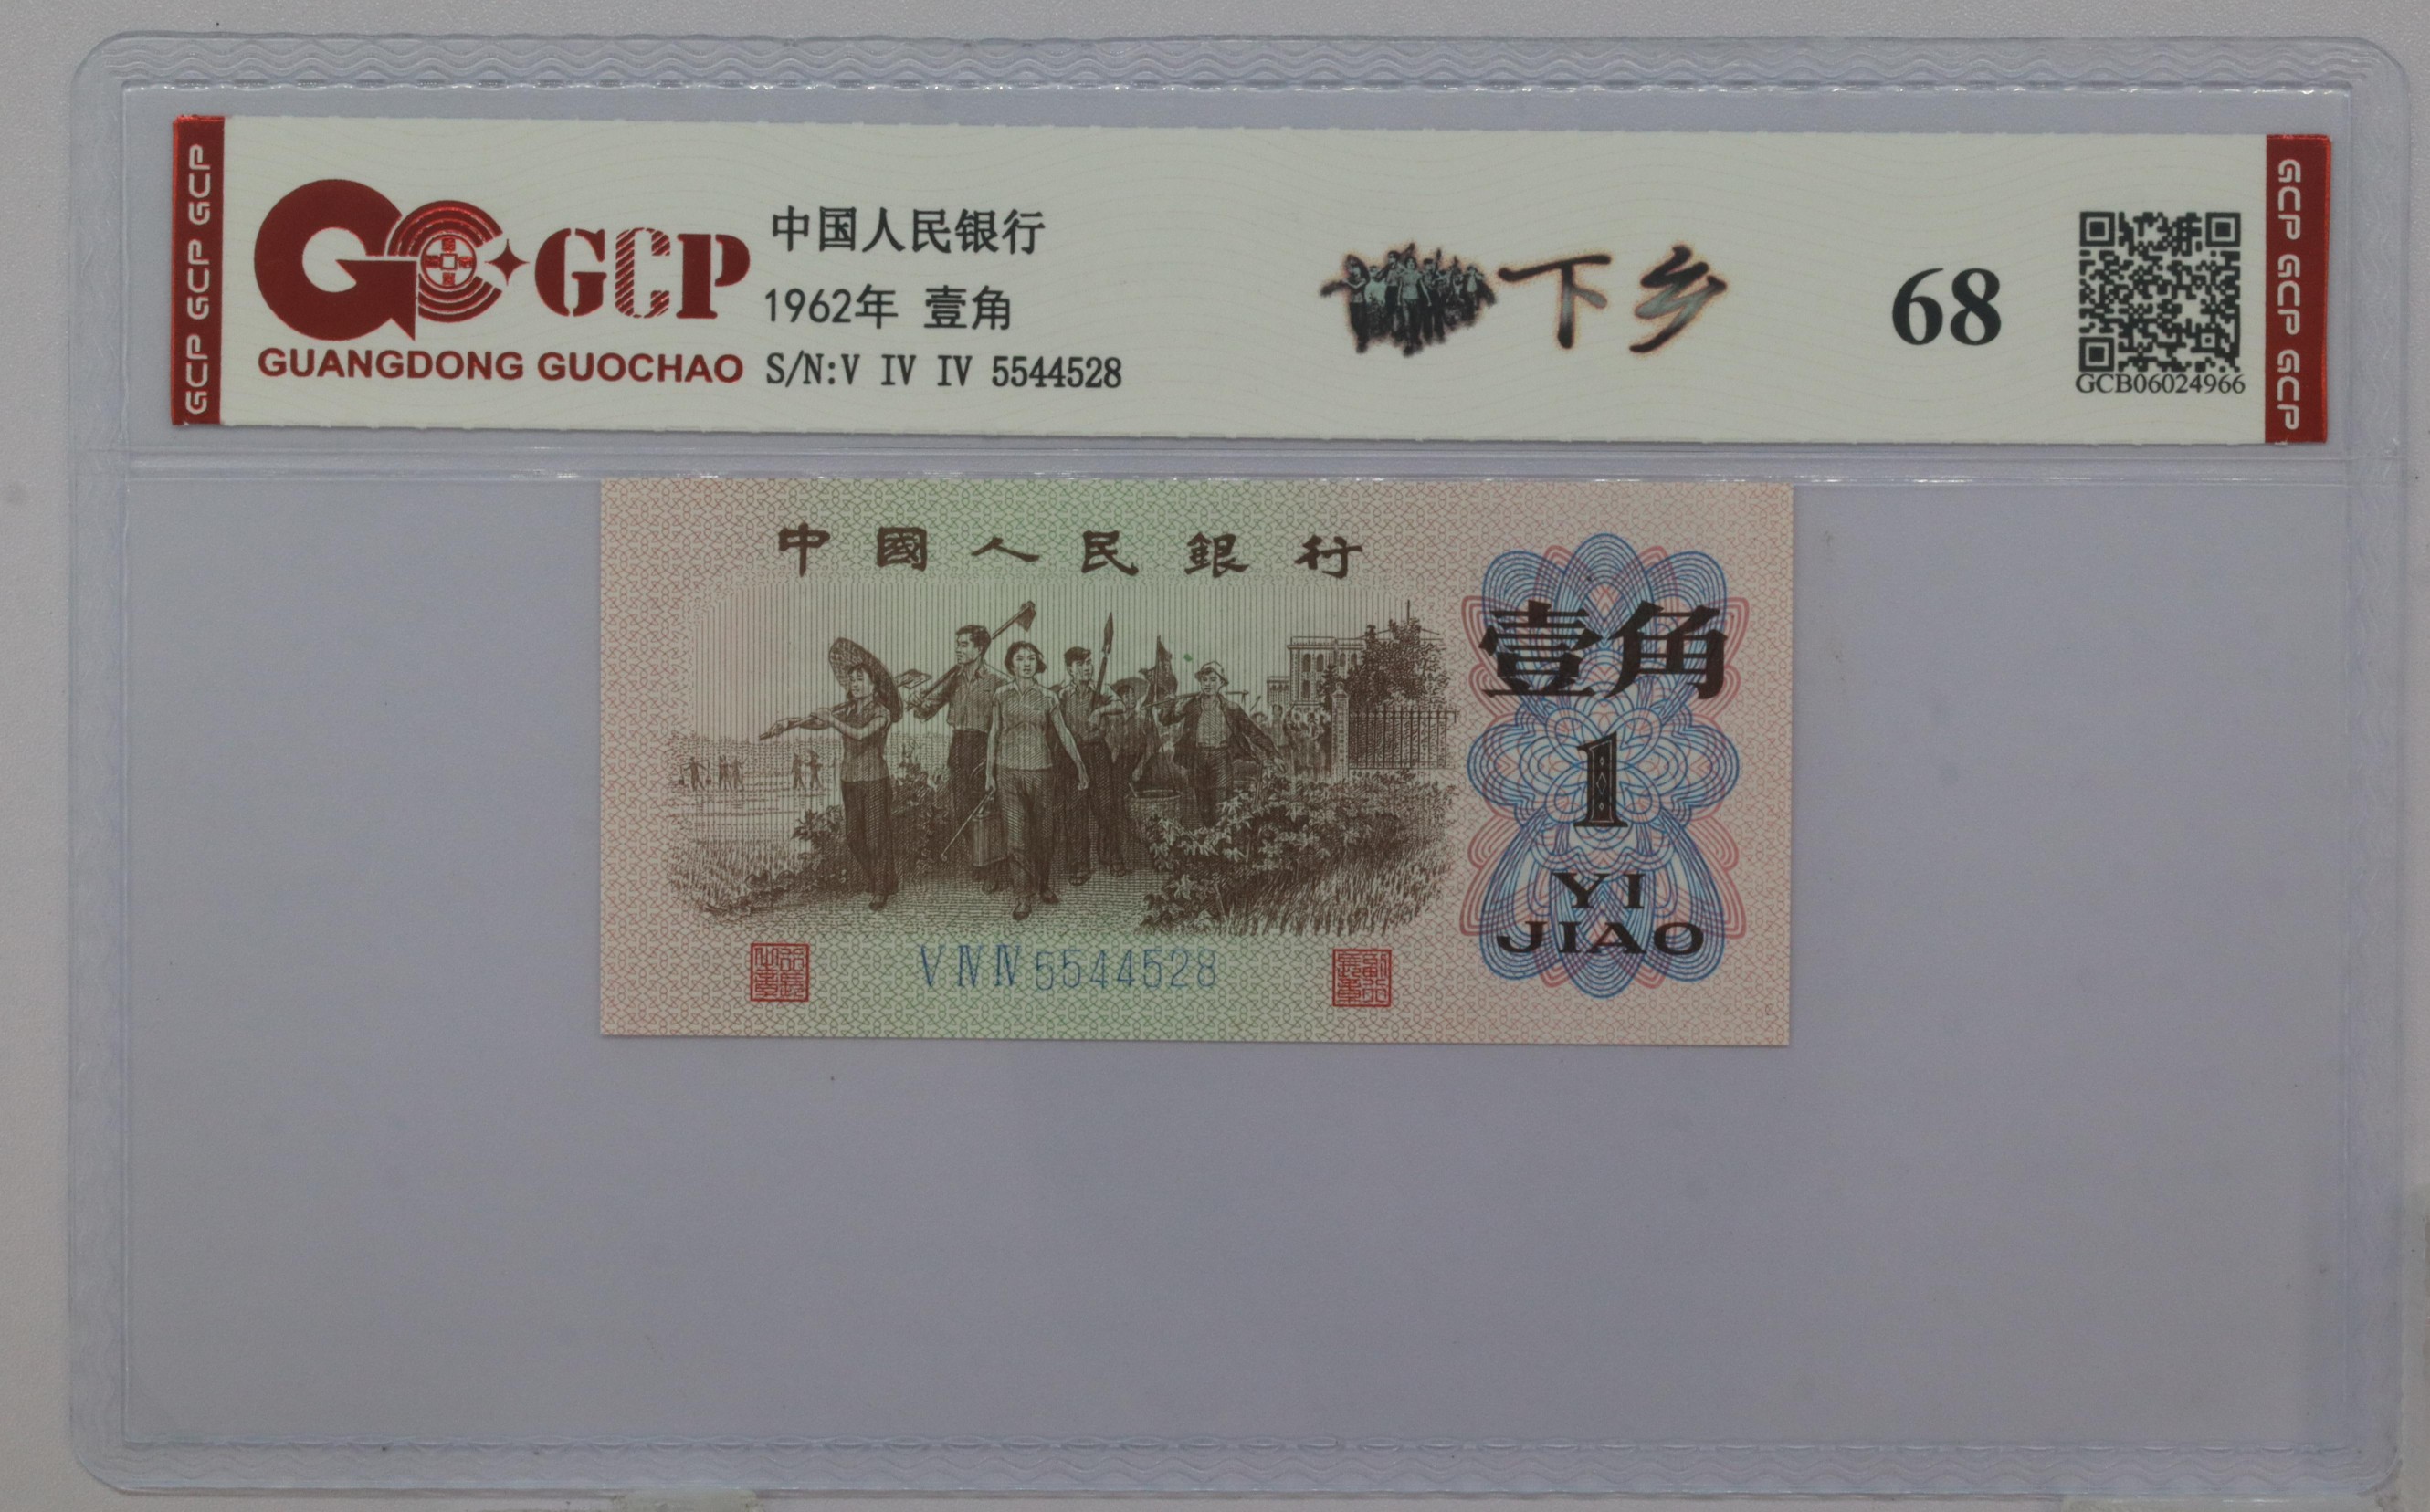 GCP GCP GCP
GCP
GUANGDONG GUOCHAO
中国人民银行
1962年 壹角
S/N:V IV IV 5544528
下乡
68
GCB06024966
GCP GCP GCP
中國人民銀行
壹角
1
YI
JIAO
V IV IV 5544528